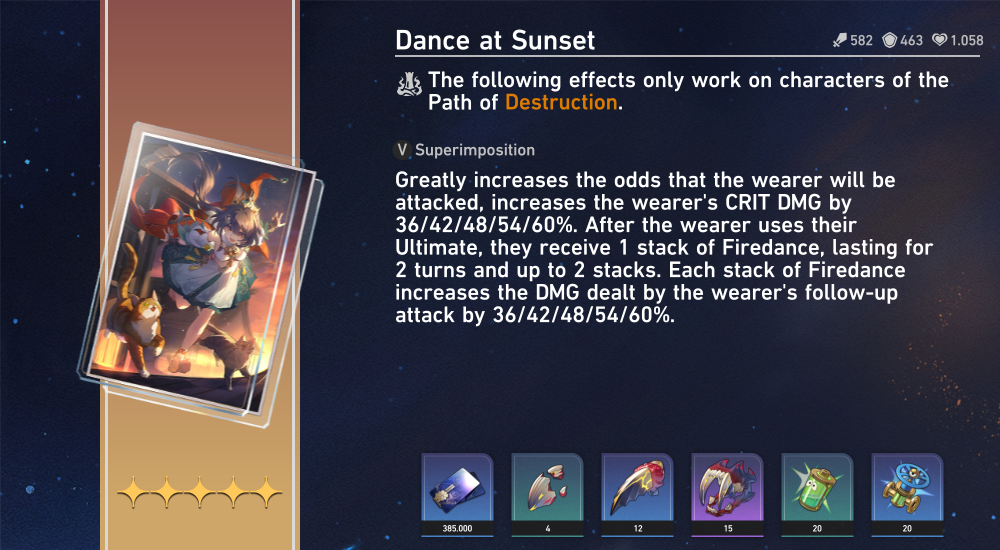 Dance at Sunset
582 463 1.058
The following effects only work on characters of the
Path of Destruction.
V Superimposition
Greatly increases the odds that the wearer will be
attacked, increases the wearer's CRIT DMG by
36/42/48/54/60%. After the wearer uses their
Ultimate, they receive 1 stack of Firedance, lasting for
2 turns and up to 2 stacks. Each stack of Firedance
increases the DMG dealt by the wearer's follow-up
attack by 36/42/48/54/60%.
385.000 4 12 15 20 20